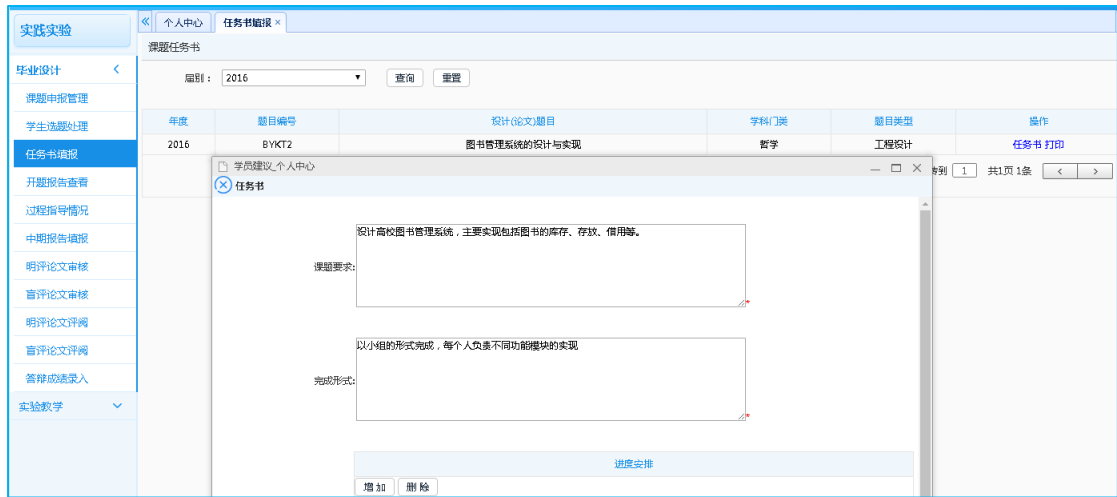 实践实验
个人中心 任务书填报 ×
课题任务书
毕业设计
届别： 2016 查询 重置
课题申报管理
学生选题处理
任务书填报
开题报告查看
过程指导情况
中期报告填报
明评论文审核
盲评论文审核
明评论文评阅
盲评论文评阅
答辩成绩录入
实验教学
年度 题目编号 设计(论文)题目 学科门类 题目类型 操作
2016 BYKT2 图书管理系统的设计与实现 哲学 工程设计 任务书 打印
到 1 共1页 1条
学员建议_个人中心
任务书
课题要求:
设计高校图书管理系统，主要实现包括图书的库存、存放、借用等。
*
完成形式:
以小组的形式完成，每个人负责不同功能模块的实现
*
进度安排
增加 删除